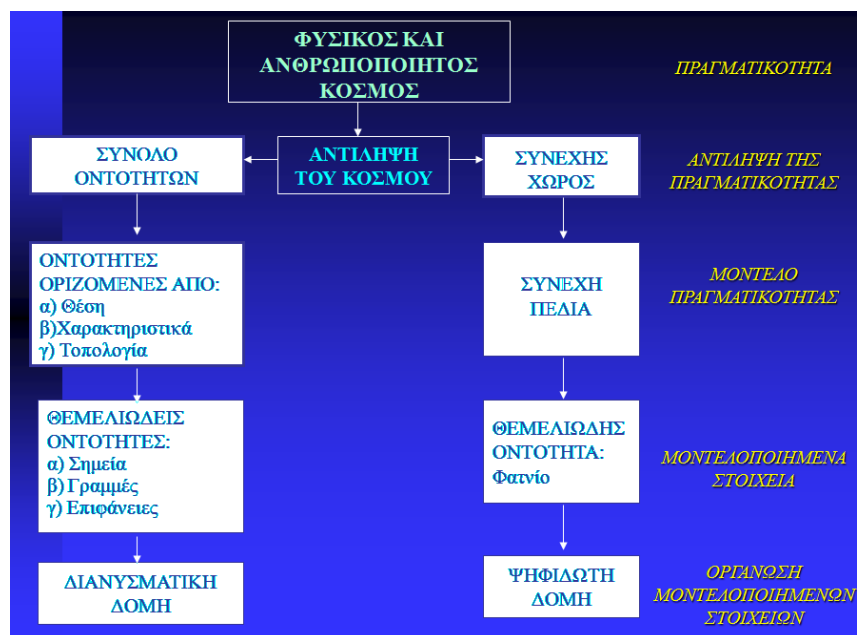 ΦΥΣΙΚΟΣ ΚΑΙ
ΑΝΘΡΩΠΟΠΟΙΗΤΟΣ
ΚΟΣΜΟΣ
ΠΡΑΓΜΑΤΙΚΟΤΗΤΑ
ΣΥΝΟΛΟ
ΟΝΤΟΤΗΤΩΝ
ΑΝΤΙΛΗΨΗ
ΤΟΥ ΚΟΣΜΟΥ
ΣΥΝΕΧΗΣ
ΧΩΡΟΣ
ΑΝΤΙΛΗΨΗ ΤΗΣ
ΠΡΑΓΜΑΤΙΚΟΤΗΤΑΣ
ΟΝΤΟΤΗΤΕΣ
ΟΡΙΖΟΜΕΝΕΣ ΑΠΟ:
α) Θέση
β)Χαρακτηριστικά
γ) Τοπολογία
ΣΥΝΕΧΗ
ΠΕΔΙΑ
ΜΟΝΤΕΛΟ
ΠΡΑΓΜΑΤΙΚΟΤΗΤΑΣ
ΘΕΜΕΛΙΩΔΕΙΣ
ΟΝΤΟΤΗΤΕΣ:
α) Σημεία
β) Γραμμές
γ) Επιφάνειες
ΘΕΜΕΛΙΩΔΗΣ
ΟΝΤΟΤΗΤΑ:
Φατνίο
ΜΟΝΤΕΛΟΠΟΙΗΜΕΝΑ
ΣΤΟΙΧΕΙΑ
ΔΙΑΝΥΣΜΑΤΙΚΗ
ΔΟΜΗ
ΨΗΦΙΔΩΤΗ
ΔΟΜΗ
ΟΡΓΑΝΩΣΗ
ΜΟΝΤΕΛΟΠΟΙΗΜΕΝΩΝ
ΣΤΟΙΧΕΙΩΝ